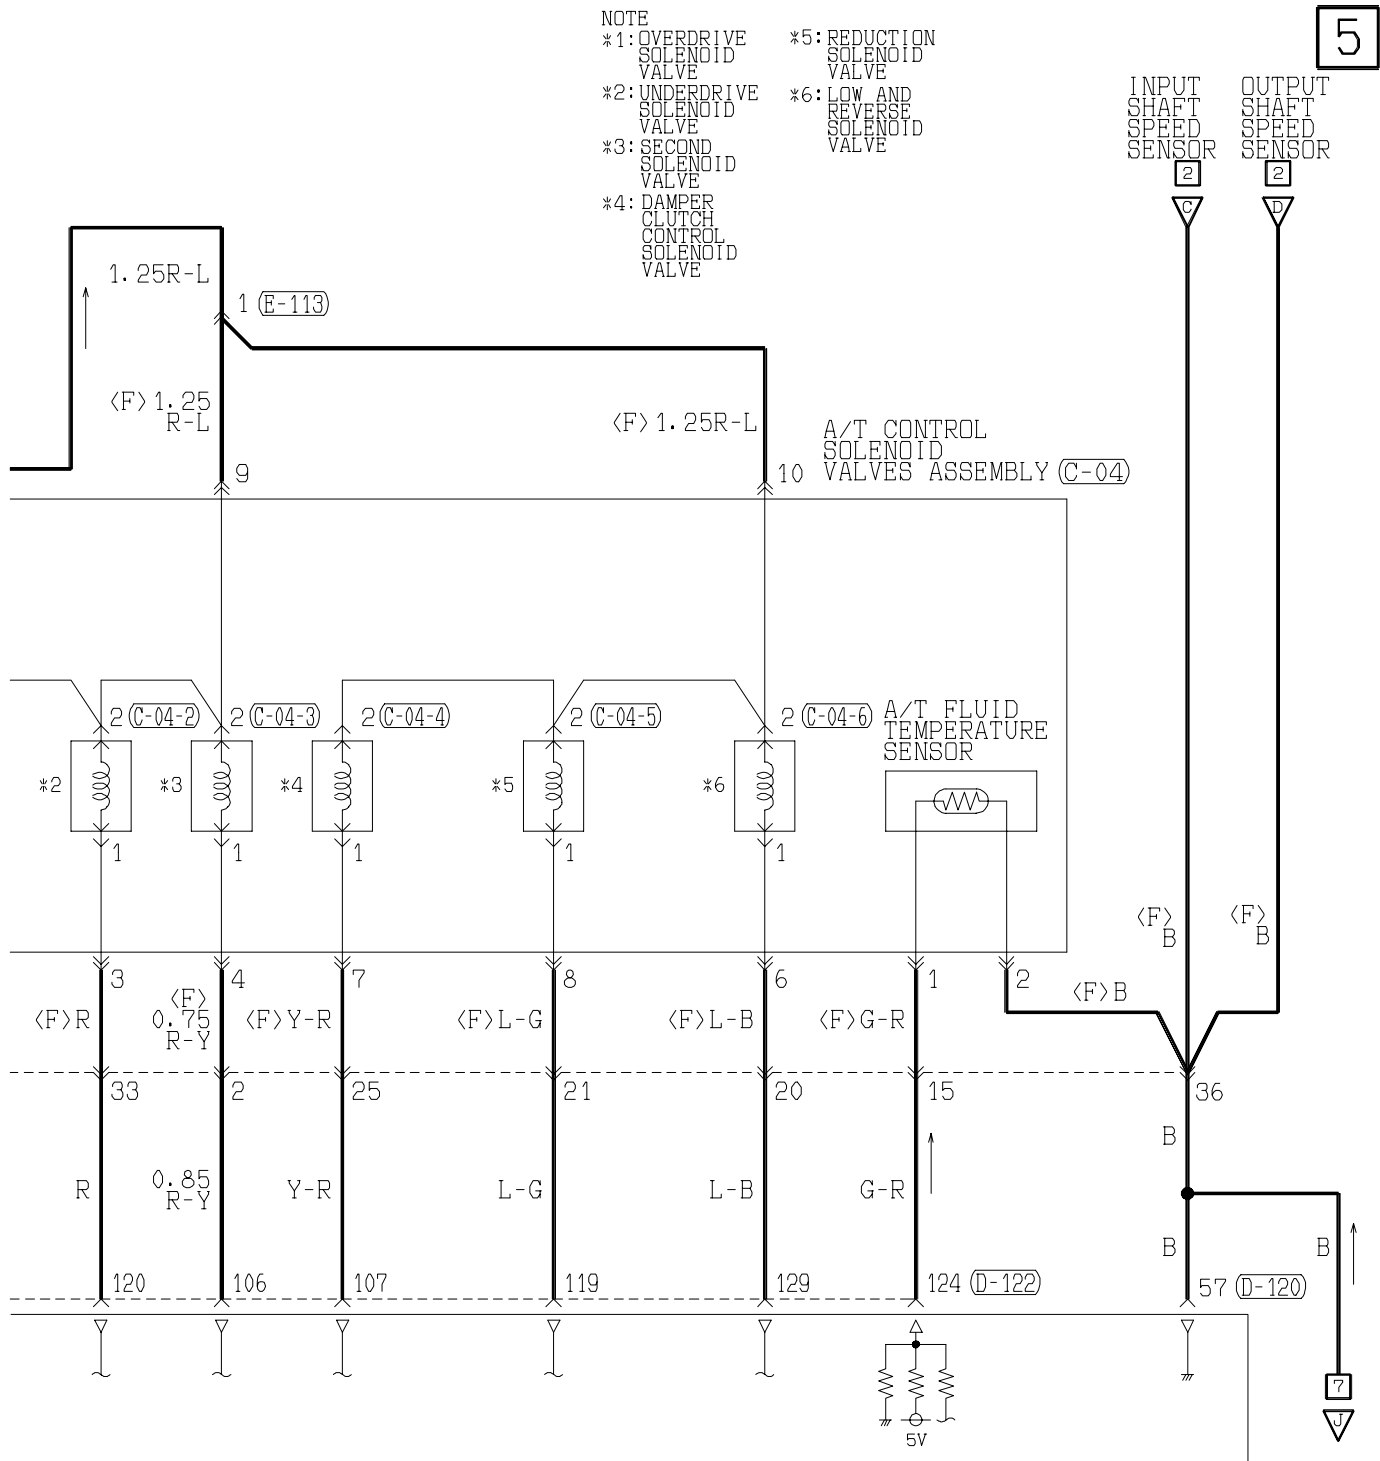 NOTE
*1: OVERDRIVE
SOLENOID
VALVE
*2: UNDERDRIVE
SOLENOID
VALVE
*3: SECOND
SOLENOID
VALVE
*4: DAMPER
CLUTCH
CONTROL
SOLENOID
VALVE
*5: REDUCTION
SOLENOID
VALVE
*6: LOW AND
REVERSE
SOLENOID
VALVE
5
INPUT
SHAFT
SPEED
SENSOR
2
C
OUTPUT
SHAFT
SPEED
SENSOR
2
D
1.25R-L
1 (E-113)
〈F〉1.25
R-L
〈F〉1.25R-L
9
10
A/T CONTROL
SOLENOID
VALVES ASSEMBLY (C-04)
2 (C-04-2)
2 (C-04-3)
2 (C-04-4)
2 (C-04-5)
2 (C-04-6)
A/T FLUID
TEMPERATURE
SENSOR
*2
*3
*4
*5
*6
1
1
1
1
1
〈F〉
B
〈F〉
B
3
4
7
8
6
1
2
〈F〉R
〈F〉
0.75
R-Y
〈F〉Y-R
〈F〉L-G
〈F〉L-B
〈F〉G-R
〈F〉B
33
2
25
21
20
15
36
B
R
0.85
R-Y
Y-R
L-G
L-B
G-R
B
B
120
106
107
119
129
124 (D-122)
57 (D-120)
5V
7
J